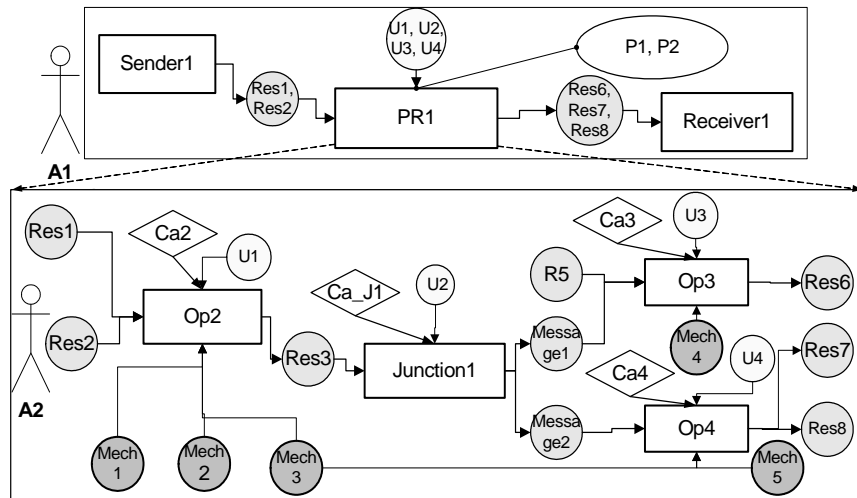 U1, U2,
U3, U4
P1, P2
Sender1
Res1,
Res2
PR1
Res6,
Res7,
Res8
Receiver1
A1
Res1
Ca2
U1
Ca3
U3
R5
Op3
Res6
Ca_J1
U2
Op2
Res2
Res3
Junction1
Messa
ge1
Mech
4
Res7
U4
Ca4
A2
Messa
ge2
Op4
Res8
Mech
1
Mech
2
Mech
3
Mech
5